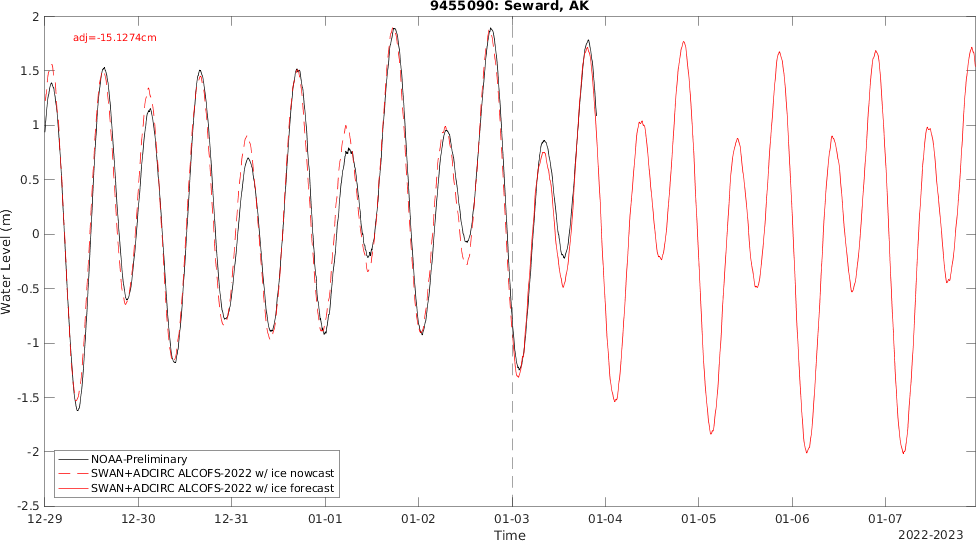 9455090: Seward, AK
adj=-15.1274cm
Water Level (m)
2
1.5
1
0.5
0
-0.5
-1
-1.5
-2
-2.5
NOAA-Preliminary
SWAN+ADCIRC ALCOFS-2022 w/ ice nowcast
SWAN+ADCIRC ALCOFS-2022 w/ ice forecast
12-29 12-30 12-31 01-01 01-02 01-03 01-04 01-05 01-06 01-07
Time
2022-2023